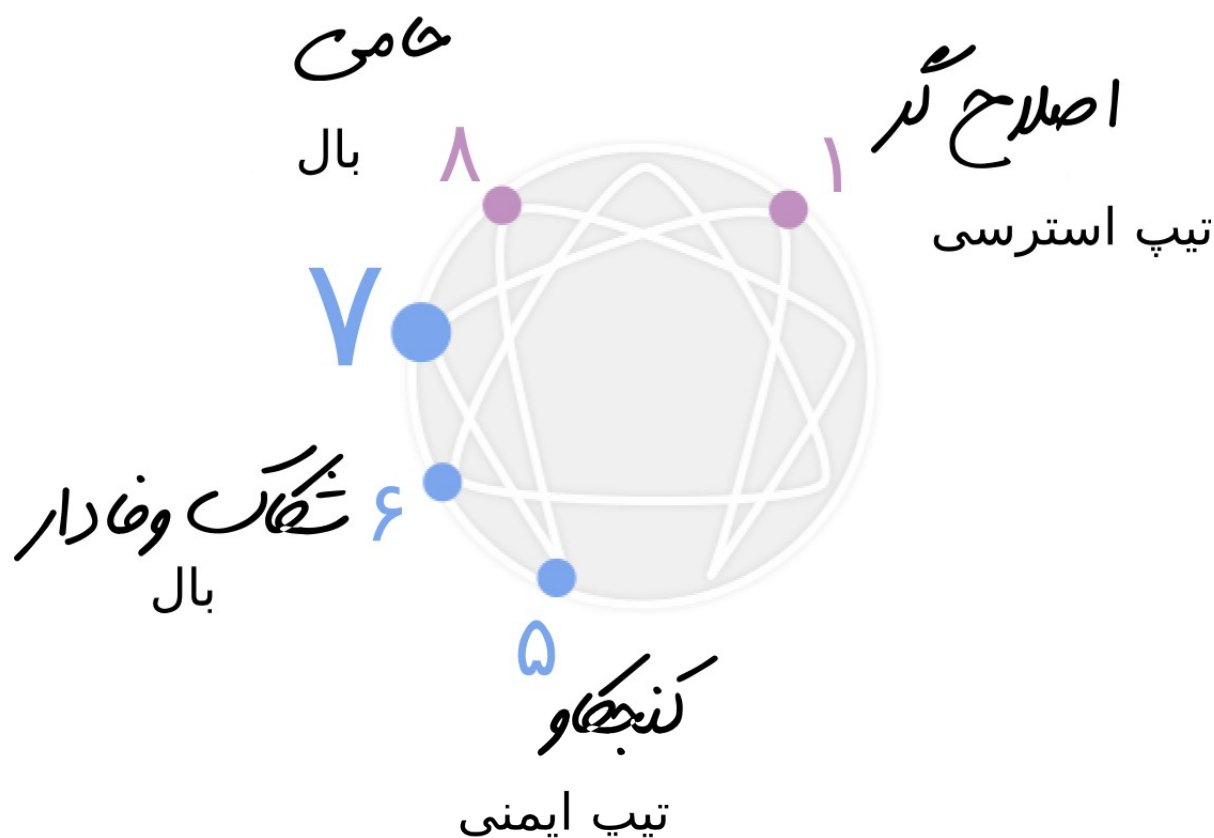 حامی
بال
۸
۱
اصلاح گر
تیپ استرسی
۷
۶
شکاک وفادار
بال
۵
کنجکاو
تیپ ایمنی